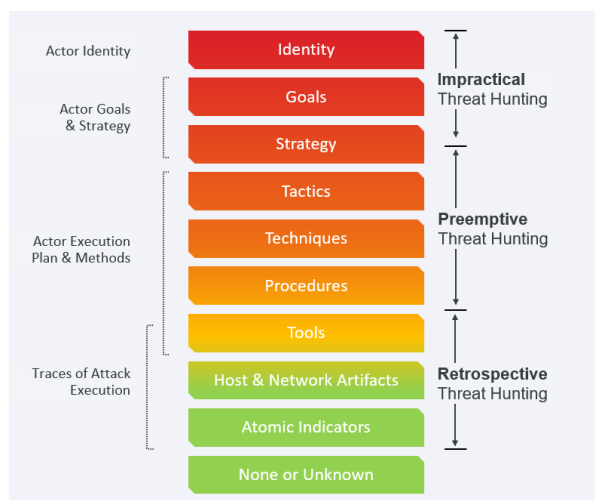 Actor Identity
Identity
Actor Goals
& Strategy
Goals
Strategy
Impractical
Threat Hunting
Actor Execution
Plan & Methods
Tactics
Techniques
Procedures
Preemptive
Threat Hunting
Traces of Attack
Execution
Tools
Host & Network Artifacts
Atomic Indicators
Retrospective
Threat Hunting
None or Unknown